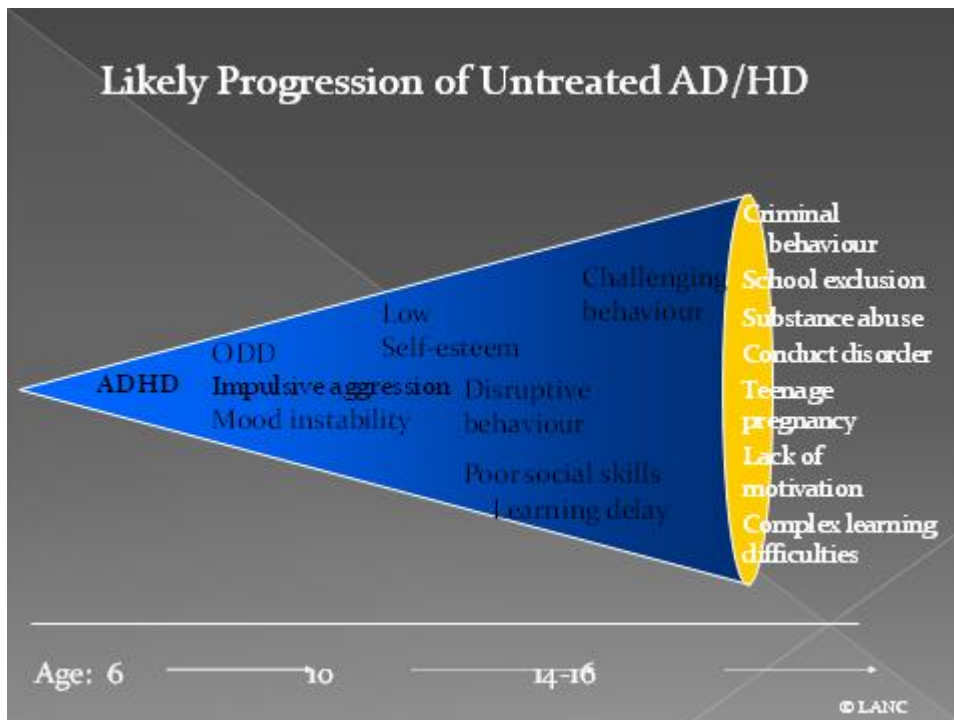 Likely Progression of Untreated AD/HD
ADHD
ODD
Impulsive aggression
Mood instability
Low
Self-esteem
Disruptive
behaviour
Poor social skills
Learning delay
Challenging
behaviour
Criminal
behaviour
School exclusion
Substance abuse
Conduct disorder
Teenage
pregnancy
Lack of
motivation
Complex learning
difficulties
Age: 6 10 14-16
© LANC